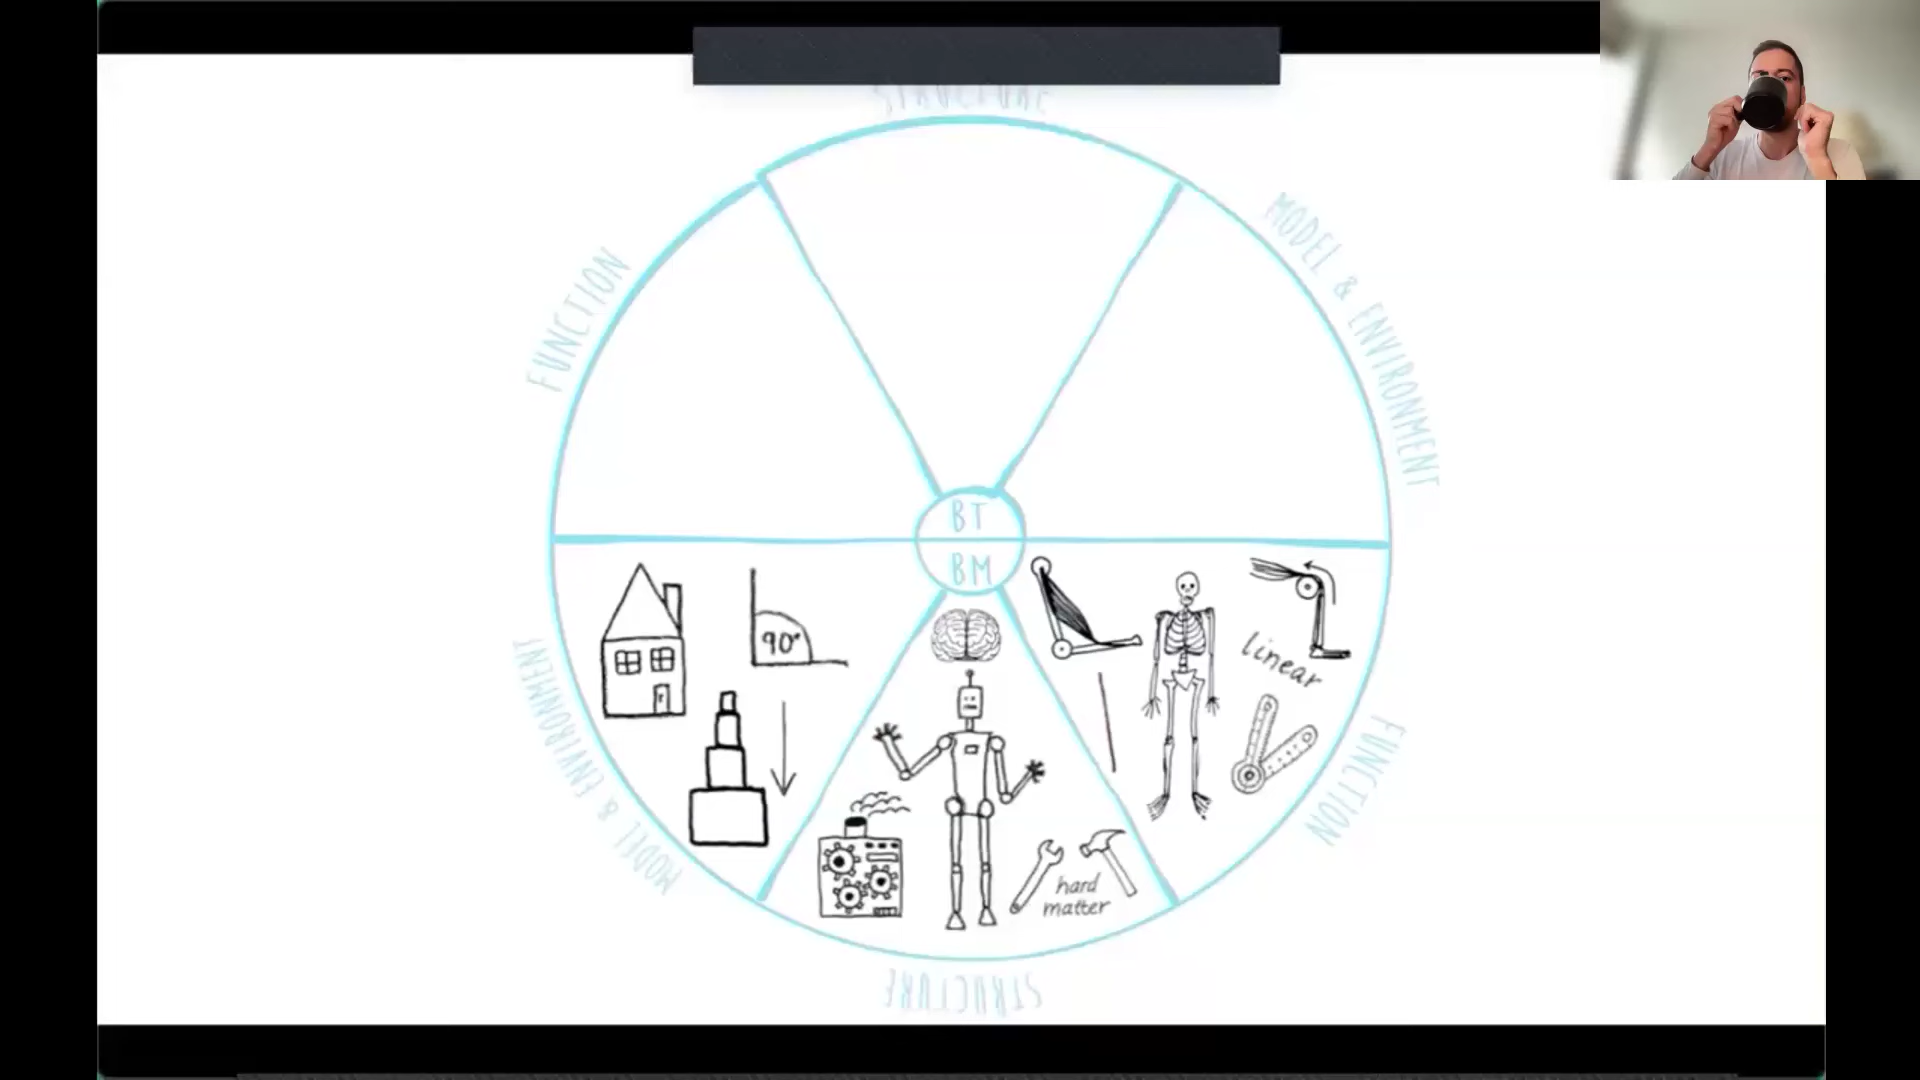 STRUCTURE
MODEL & ENVIRONMENT
FUNCTION
BT
BM
90°
linear
MODEL & ENVIRONMENT
FUNCTION
hard
matter
STRUCTURE